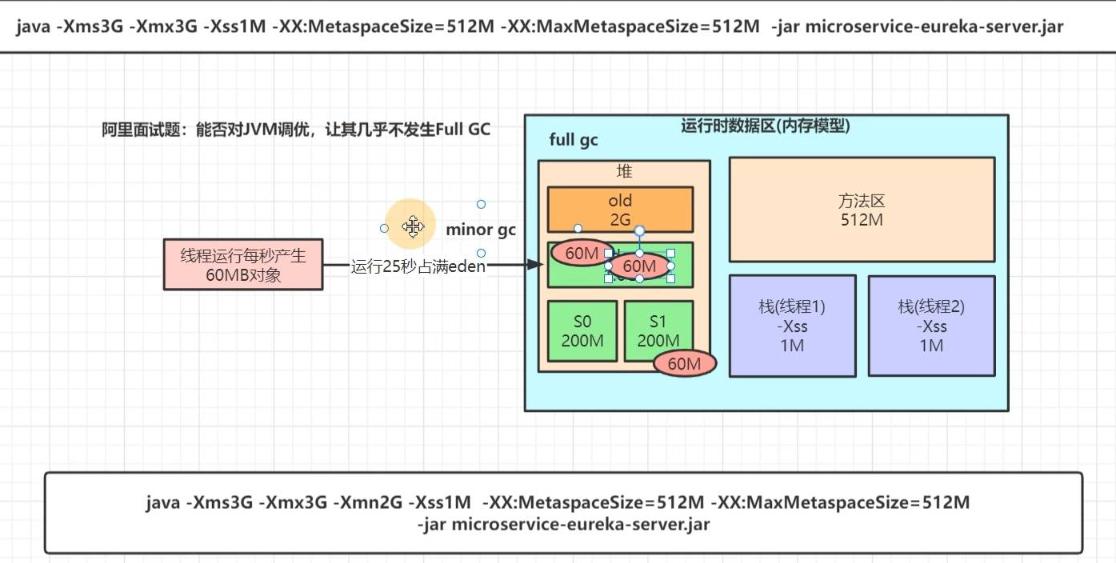 java -Xms3G -Xmx3G -Xss1M -XX:MetaspaceSize=512M -XX:MaxMetaspaceSize=512M -jar microservice-eureka-server.jar
阿里面试题：能否对JVM调优，让其几乎不发生Full GC
运行时数据区(内存模型)
full gc
堆
old
2G
方法区
512M
minor gc
线程运行每秒产生
60MB对象
运行25秒占满eden
60M
60M
S0
200M
S1
200M
60M
栈(线程1)
-Xss
1M
栈(线程2)
-Xss
1M
java -Xms3G -Xmx3G -Xmn2G -Xss1M -XX:MetaspaceSize=512M -XX:MaxMetaspaceSize=512M
-jar microservice-eureka-server.jar